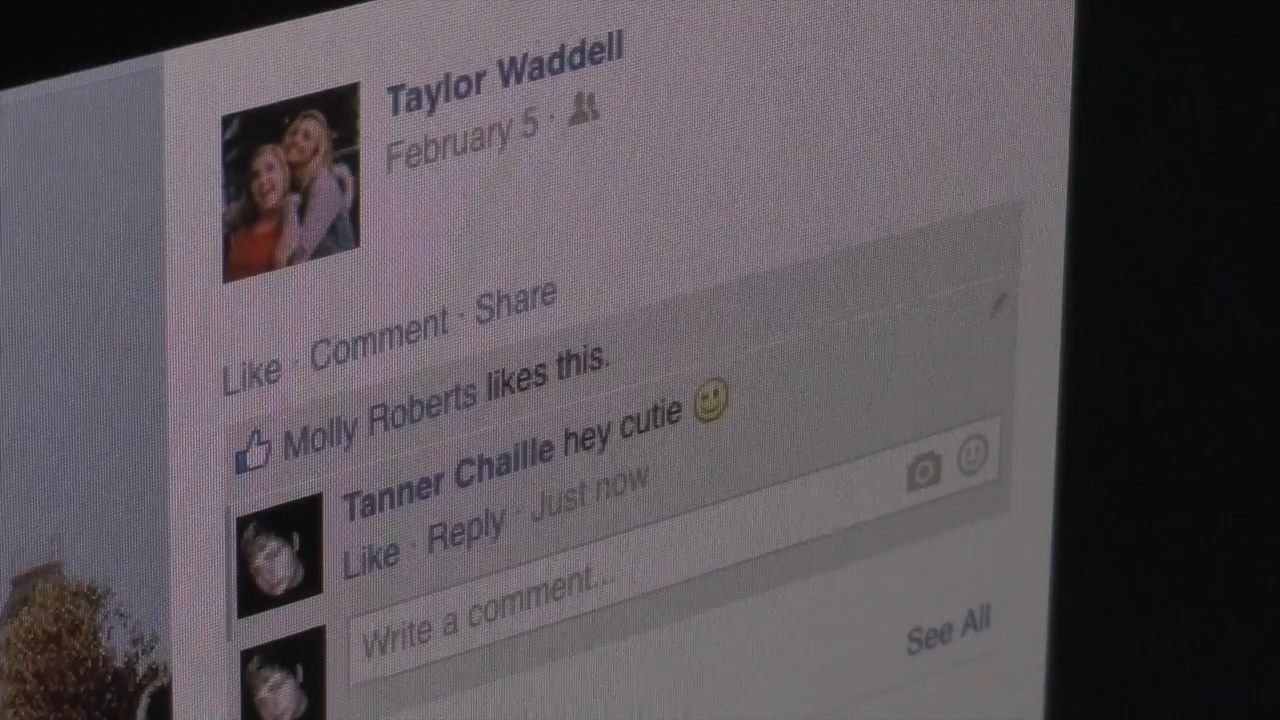 Taylor Waddell
February 5 ·
Like · Comment · Share
Molly Roberts likes this.
Tanner Chaille hey cutie
Like · Reply · Just now
Write a comment...
See All